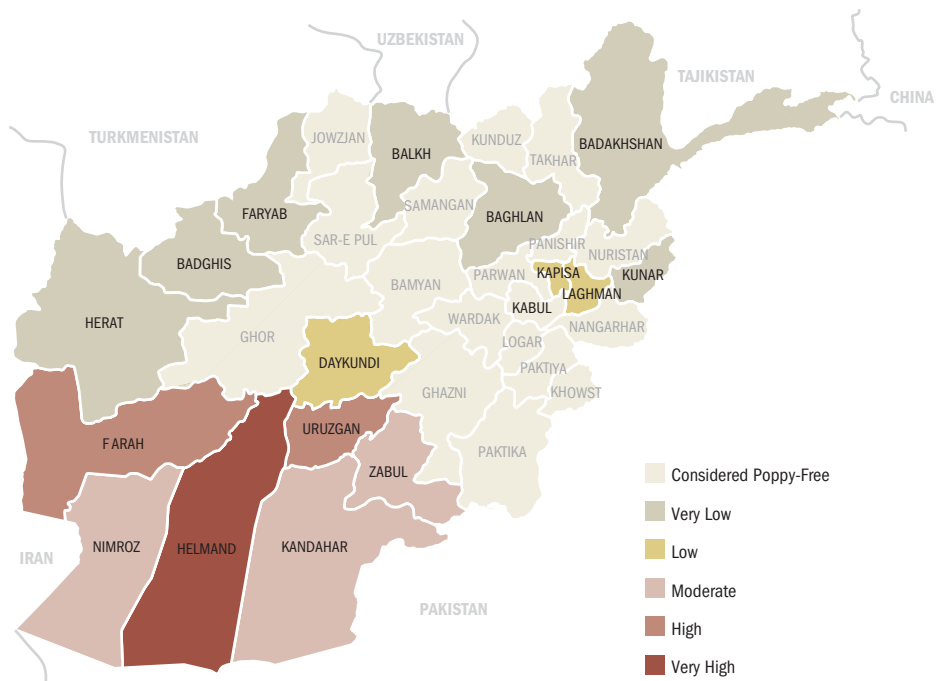 UZBEKISTAN
TAJIKISTAN
CHINA
TURKMENISTAN
JOWZJAN
BALKH
KUNDUZ
TAKHAR
BADAKHSHAN
FARYAB
SAMANGAN
BAGHLAN
SAR-E PUL
PANJSHIR
NURISTAN
BADGHIS
PARWAN
KAPISA
KUNAR
BAMYAN
LAGHMAN
KABUL
HERAT
WARDAK
NANGARHAR
GHOR
LOGAR
DAYKUNDI
PAKTIYA
GHAZNI
KHOWST
URUZGAN
FARAH
PAKTIKA
ZABUL
NIMROZ
HELMAND
KANDAHAR
IRAN
PAKISTAN
Considered Poppy-Free
Very Low
Low
Moderate
High
Very High